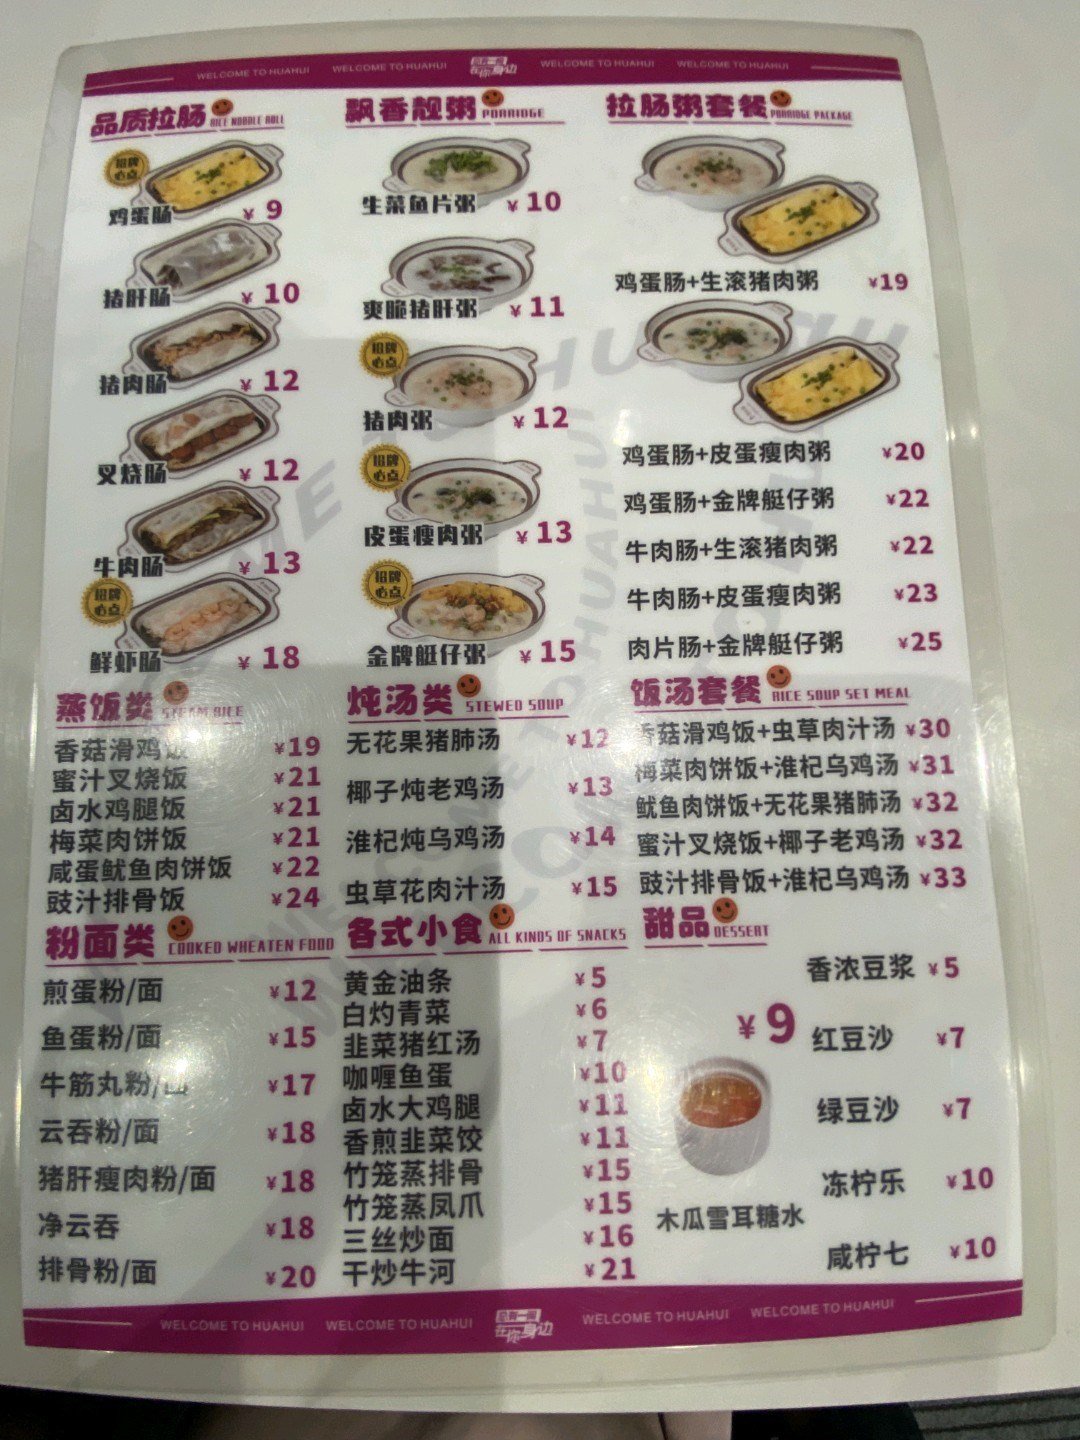 WELCOME TO HUAHUI WELCOME TO HUAHUI 在你身边 WELCOME TO HUAHUI WELCOME TO HUAHUI
品质拉肠 RICE NOODLE ROLL
招牌必点
鸡蛋肠 ¥ 9
猪肝肠 ¥ 10
猪肉肠 ¥ 12
叉烧肠 ¥ 12
牛肉肠 ¥ 13
招牌必点
鲜虾肠 ¥ 18
飘香靓粥 PORRIDGE
生菜鱼片粥 ¥ 10
爽脆猪肝粥 ¥ 11
招牌必点
猪肉粥 ¥ 12
招牌必点
皮蛋瘦肉粥 ¥ 13
招牌必点
金牌艇仔粥 ¥ 15
拉肠粥套餐 PORRIDGE PACKAGE
鸡蛋肠+生滚猪肉粥 ¥19
鸡蛋肠+皮蛋瘦肉粥 ¥20
鸡蛋肠+金牌艇仔粥 ¥22
牛肉肠+生滚猪肉粥 ¥22
牛肉肠+皮蛋瘦肉粥 ¥23
肉片肠+金牌艇仔粥 ¥25
蒸饭类 STEAM RICE
香菇滑鸡饭 ¥19
蜜汁叉烧饭 ¥21
卤水鸡腿饭 ¥21
梅菜肉饼饭 ¥21
咸蛋鱿鱼肉饼饭 ¥22
豉汁排骨饭 ¥24
炖汤类 STEWED SOUP
无花果猪肺汤 ¥12
椰子炖老鸡汤 ¥13
淮杞炖乌鸡汤 ¥14
虫草花肉汁汤 ¥15
饭汤套餐 RICE SOUP SET MEAL
香菇滑鸡饭+虫草肉汁汤 ¥30
梅菜肉饼饭+淮杞乌鸡汤 ¥31
鱿鱼肉饼饭+无花果猪肺汤 ¥32
蜜汁叉烧饭+椰子老鸡汤 ¥32
豉汁排骨饭+淮杞乌鸡汤 ¥33
粉面类 COOKED WHEATEN FOOD
煎蛋粉/面 ¥12
鱼蛋粉/面 ¥15
牛筋丸粉/面 ¥17
云吞粉/面 ¥18
猪肝瘦肉粉/面 ¥18
净云吞 ¥18
排骨粉/面 ¥20
各式小食 ALL KINDS OF SNACKS
黄金油条 ¥5
白灼青菜 ¥6
韭菜猪红汤 ¥7
咖喱鱼蛋 ¥10
卤水大鸡腿 ¥11
香煎韭菜饺 ¥11
竹笼蒸排骨 ¥15
竹笼蒸凤爪 ¥15
三丝炒面 ¥16
干炒牛河 ¥21
甜品 DESSERT
香浓豆浆 ¥5
¥ 9
红豆沙 ¥7
绿豆沙 ¥7
冻柠乐 ¥10
木瓜雪耳糖水
咸柠七 ¥10
WELCOME TO HUAHUI WELCOME TO HUAHUI 在你身边 WELCOME TO HUAHUI WELCOME TO HUAHUI